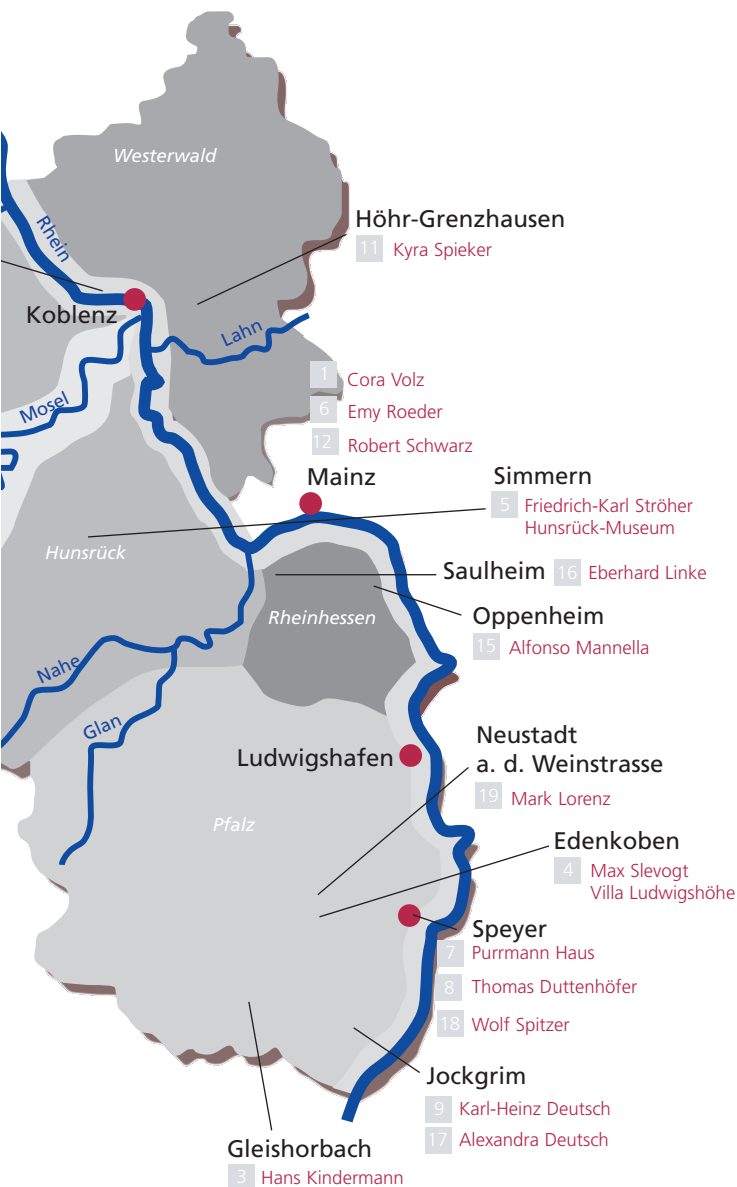 Westerwald
Höhr-Grenzhausen
11 Kyra Spieker
Rhein
Koblenz
Lahn
Mosel
1 Cora Volz
6 Emy Roeder
12 Robert Schwarz
Mainz
Simmern
5 Friedrich-Karl Ströher
Hunsrück-Museum
Hunsrück
Saulheim 16 Eberhard Linke
Rheinhessen
Oppenheim
15 Alfonso Mannella
Nahe
Glan
Neustadt
a. d. Weinstrasse
19 Mark Lorenz
Ludwigshafen
Pfalz
Edenkoben
4 Max Slevogt
Villa Ludwigshöhe
Speyer
7 Purrmann Haus
8 Thomas Duttenhöfer
18 Wolf Spitzer
Jockgrim
9 Karl-Heinz Deutsch
17 Alexandra Deutsch
Gleishorbach
3 Hans Kindermann